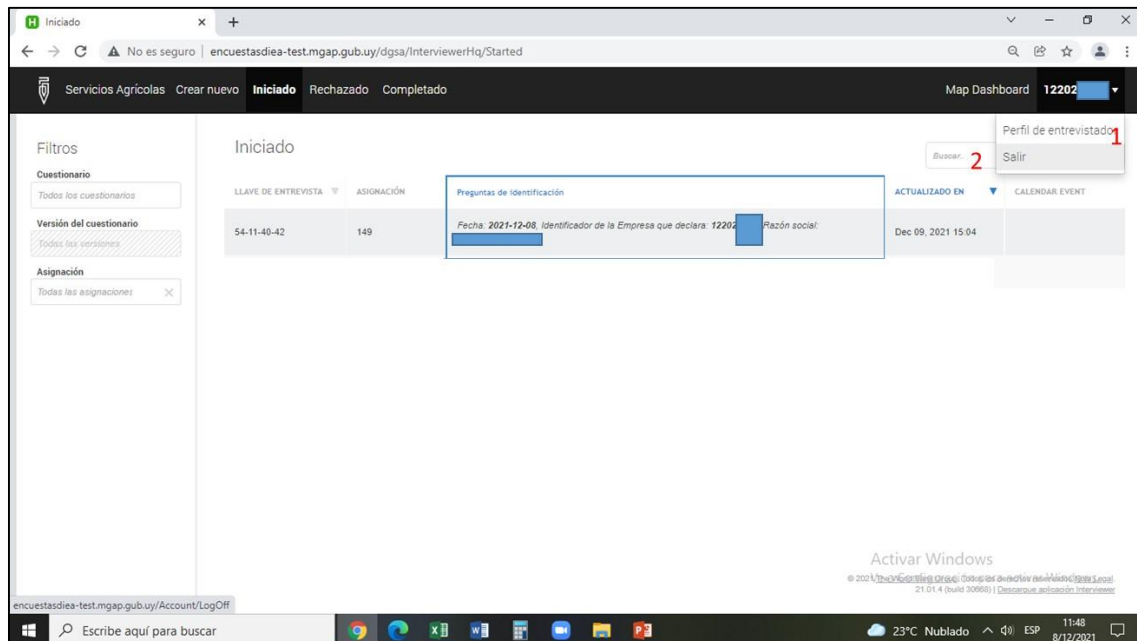 Iniciado
No es seguro encuestasdiea-test.mgap.gub.uy/dgsa/InterviewerHq/Started
Servicios Agrícolas Crear nuevo Iniciado Rechazado Completado Map Dashboard 12202
Perfil de entrevistador 1
2 Salir
Filtros
Cuestionario
Todos los cuestionarios
Versión del cuestionario
Todas las versiones
Asignación
Todas las asignaciones
Iniciado
Buscar..
LLAVE DE ENTREVISTA ASIGNACIÓN Preguntas de identificación ACTUALIZADO EN CALENDAR EVENT
54-11-40-42 149 Fecha: 2021-12-08, Identificador de la Empresa que declara: 12202 Razón social: Dec 09, 2021 15:04
Activar Windows
© 2021
21.01.4 (build 30668) | Descargue aplicación Interviewer
encuestasdiea-test.mgap.gub.uy/Account/LogOff
Escribe aquí para buscar
23°C Nublado ESP 11:48
8/12/2021